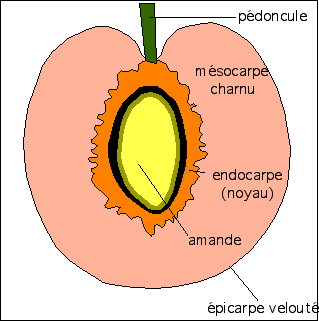 pédoncule
mésocarpe
charnu
endocarpe
(noyau)
amande
épicarpe velouté